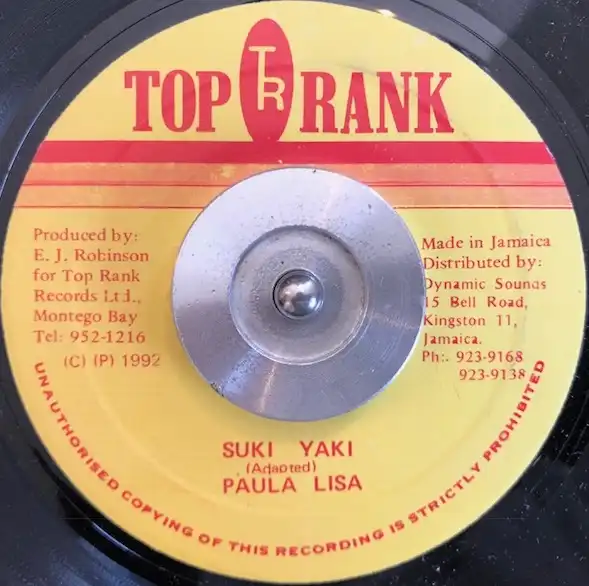 TOP TR RANK
Produced by:
E. J. Robinson
for Top Rank
Records Ltd.,
Montego Bay
Tel: 952-1216
(C) (P) 1992
Made in Jamaica
Distributed by:
Dynamic Sounds
15 Bell Road,
Kingston 11,
Jamaica.
Ph:. 923-9168
923-9138
SUKI YAKI
(Adapted)
PAULA LISA
UNAUTHORISED COPYING OF THIS RECORDING IS STRICTLY PROHIBITED